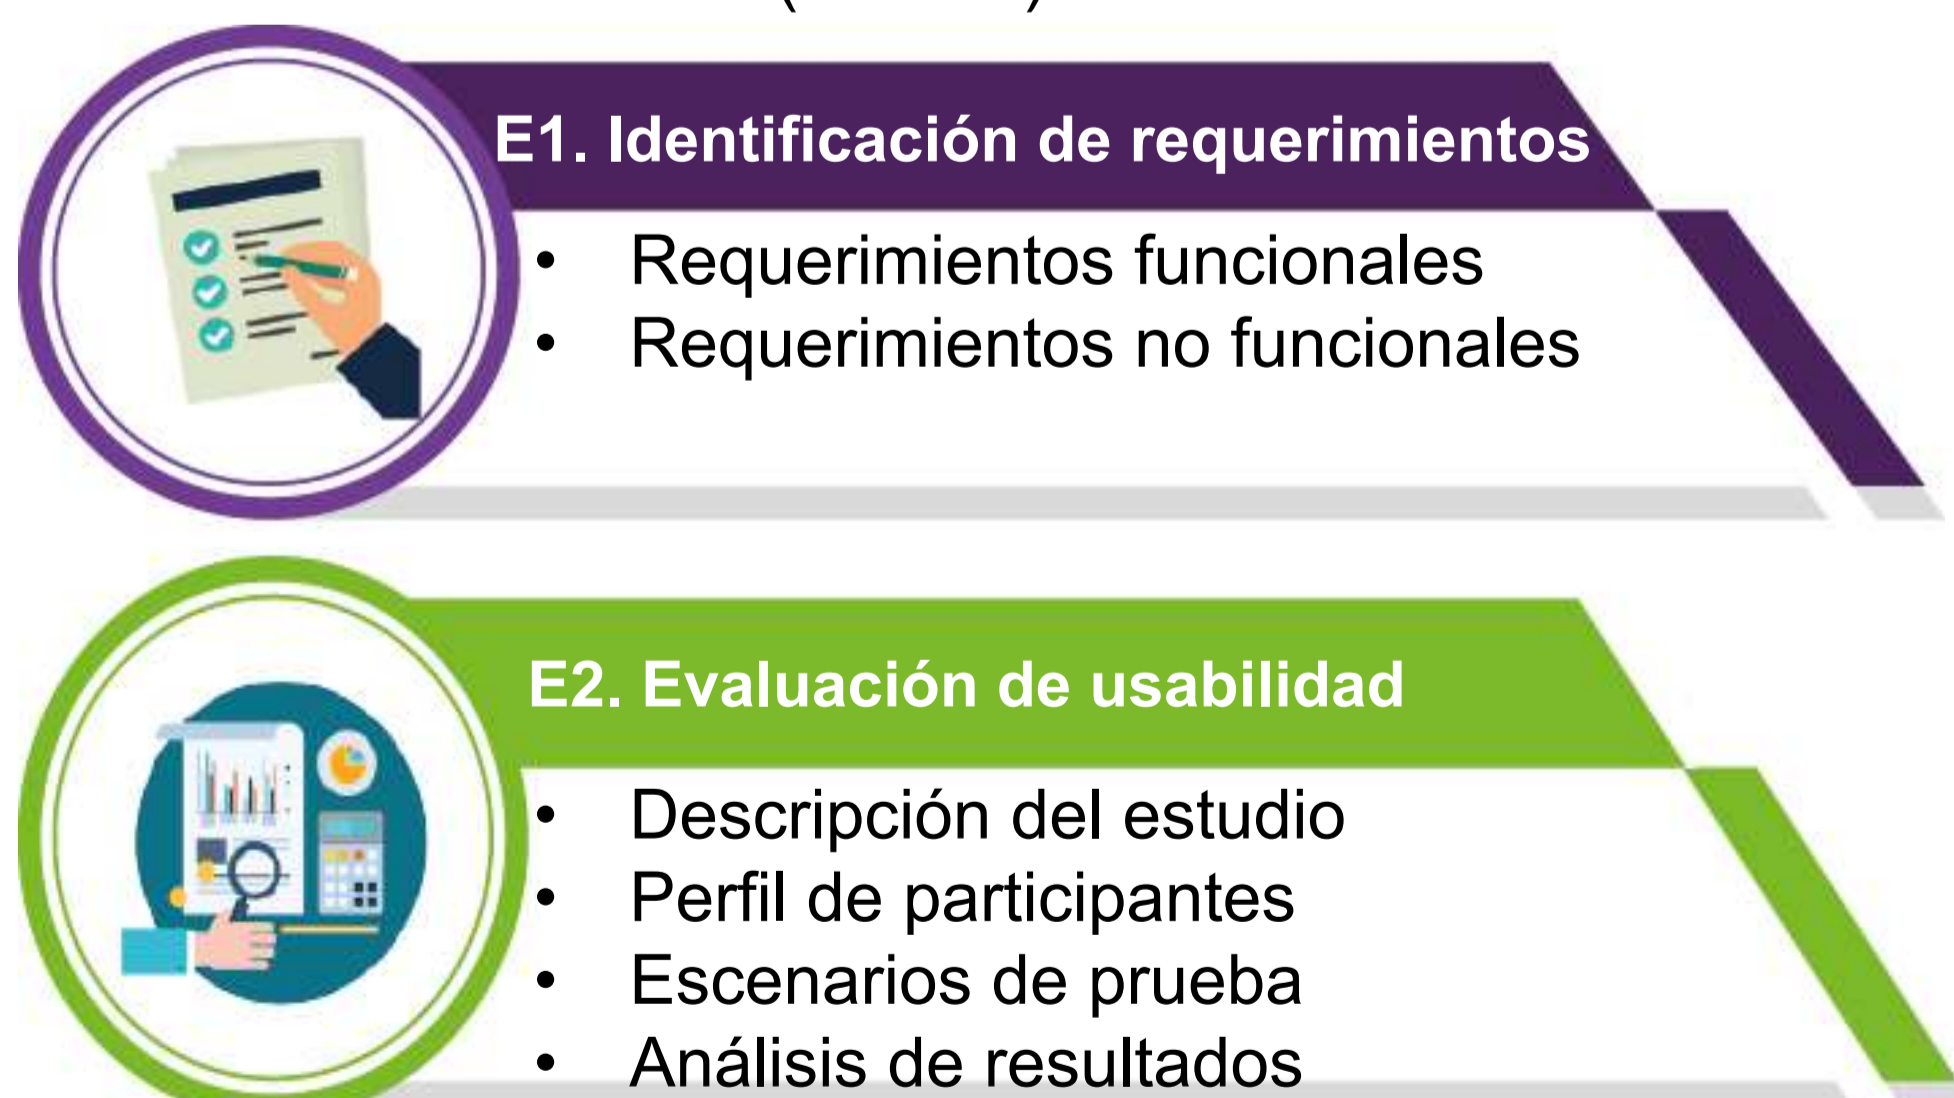 E1. Identificación de requerimientos
• Requerimientos funcionales
• Requerimientos no funcionales
E2. Evaluación de usabilidad
• Descripción del estudio
• Perfil de participantes
• Escenarios de prueba
• Análisis de resultados